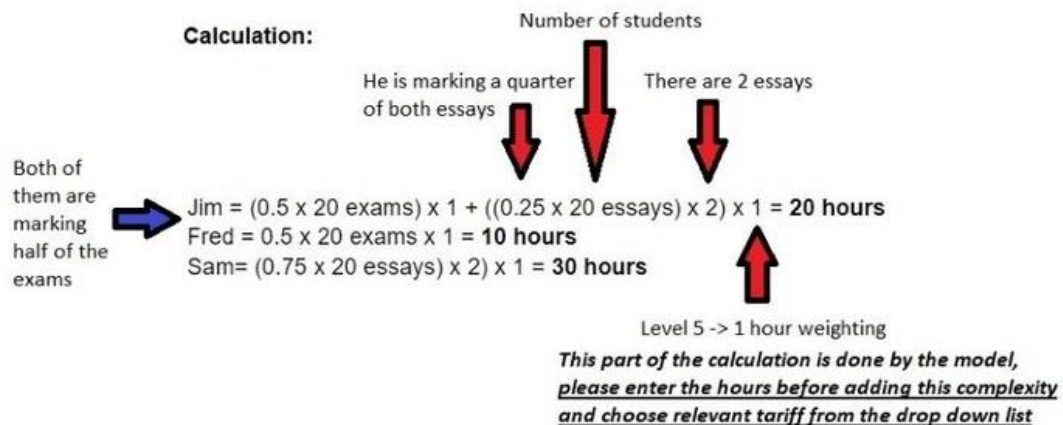 Calculation:
Number of students
He is marking a quarter
of both essays
There are 2 essays
Both of
them are
marking
half of the
exams
Jim = (0.5 x 20 exams) x 1 + ((0.25 x 20 essays) x 2) x 1 = 20 hours
Fred = 0.5 x 20 exams x 1 = 10 hours
Sam= (0.75 x 20 essays) x 2) x 1 = 30 hours
Level 5 -> 1 hour weighting
This part of the calculation is done by the model,
please enter the hours before adding this complexity
and choose relevant tariff from the drop down list